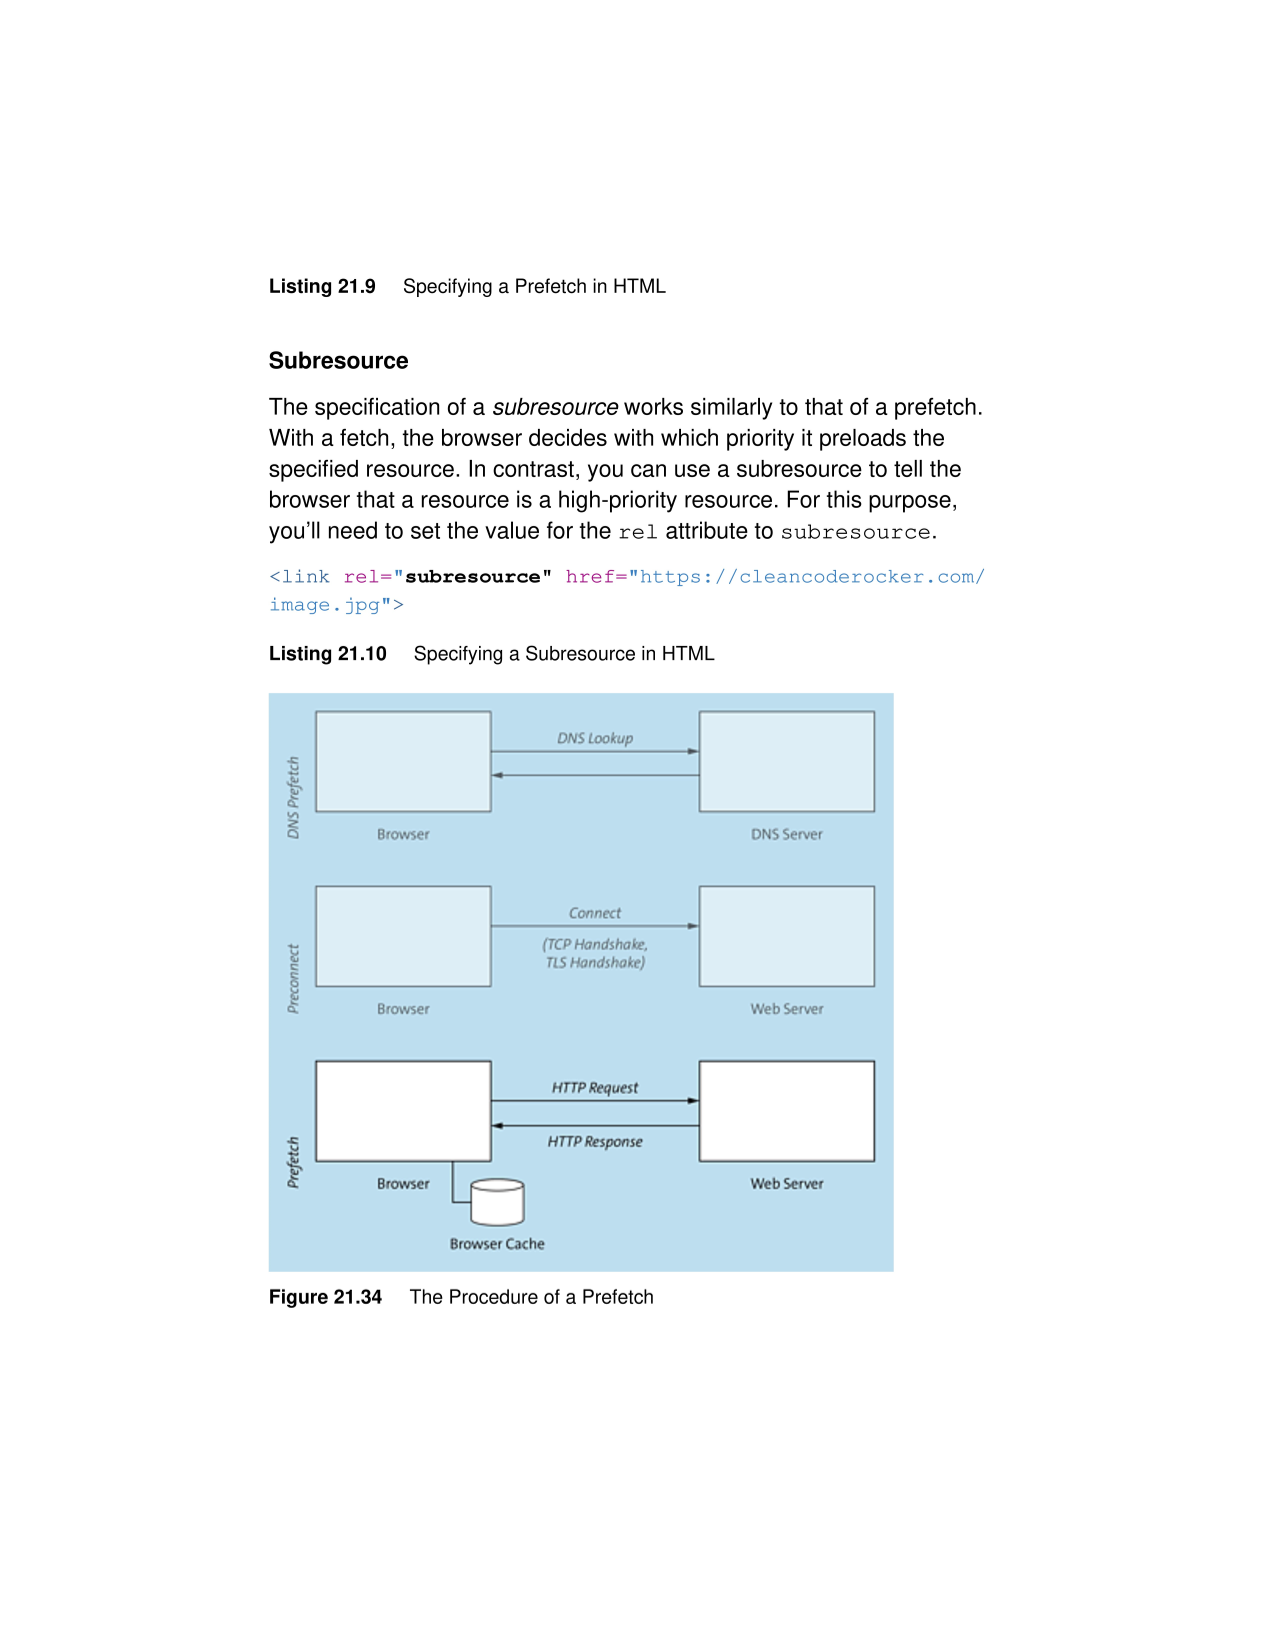 Listing 21.9 Specifying a Prefetch in HTML
Subresource
The specification of a subresource works similarly to that of a prefetch.
With a fetch, the browser decides with which priority it preloads the
specified resource. In contrast, you can use a subresource to tell the
browser that a resource is a high-priority resource. For this purpose,
you'll need to set the value for the rel attribute to subresource.
<link rel="subresource" href="https://cleancoderocker.com/
image.jpg">
Listing 21.10 Specifying a Subresource in HTML
DNS Prefetch
DNS Lookup
Browser
DNS Server
Preconnect
Connect
(TCP Handshake,
TLS Handshake)
Browser
Web Server
Prefetch
HTTP Request
HTTP Response
Browser
Web Server
Browser Cache
Figure 21.34 The Procedure of a Prefetch